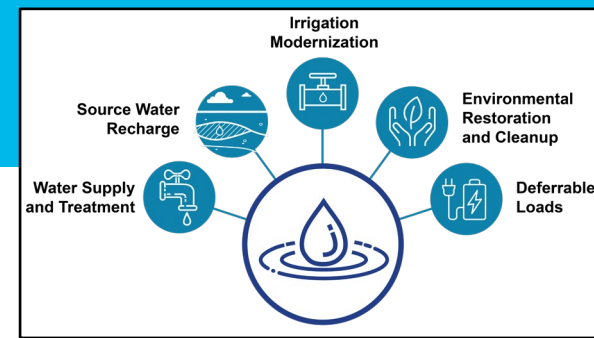 Irrigation
Modernization
Source Water
Recharge
Environmental
Restoration
and Cleanup
Water Supply
and Treatment
Deferrable
Loads